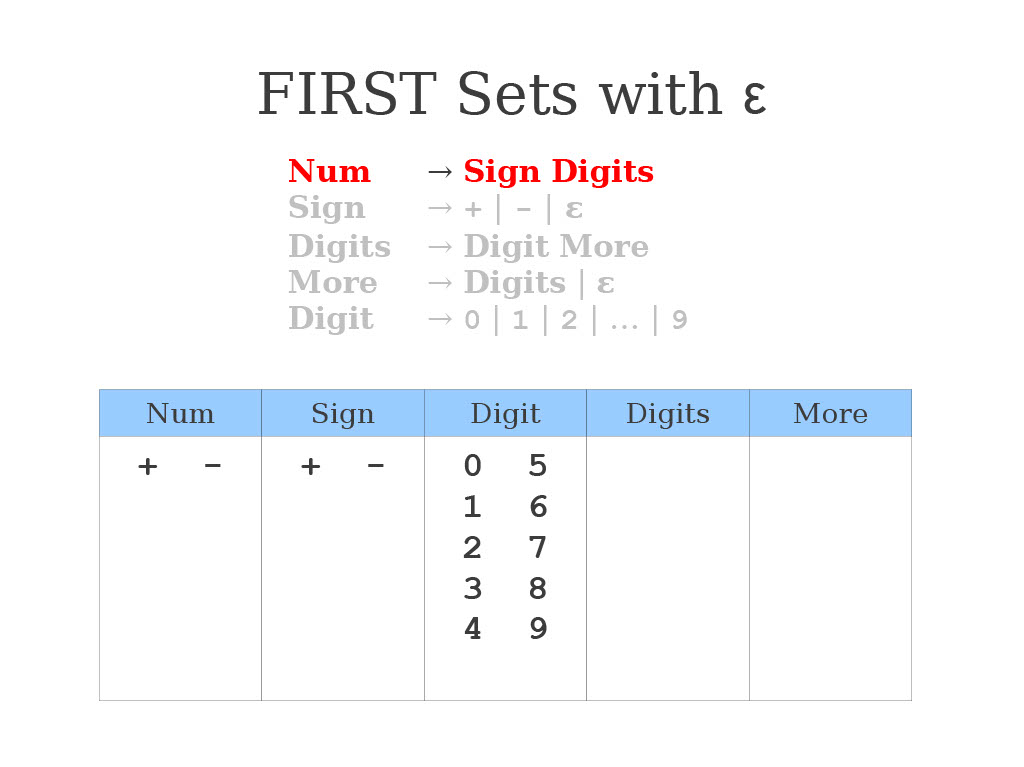 FIRST Sets with ε
Num → Sign Digits
Sign → + | – | ε
Digits → Digit More
More → Digits | ε
Digit → 0 | 1 | 2 | ... | 9
Num Sign Digit Digits More
+ - + - 0 5
1 6
2 7
3 8
4 9